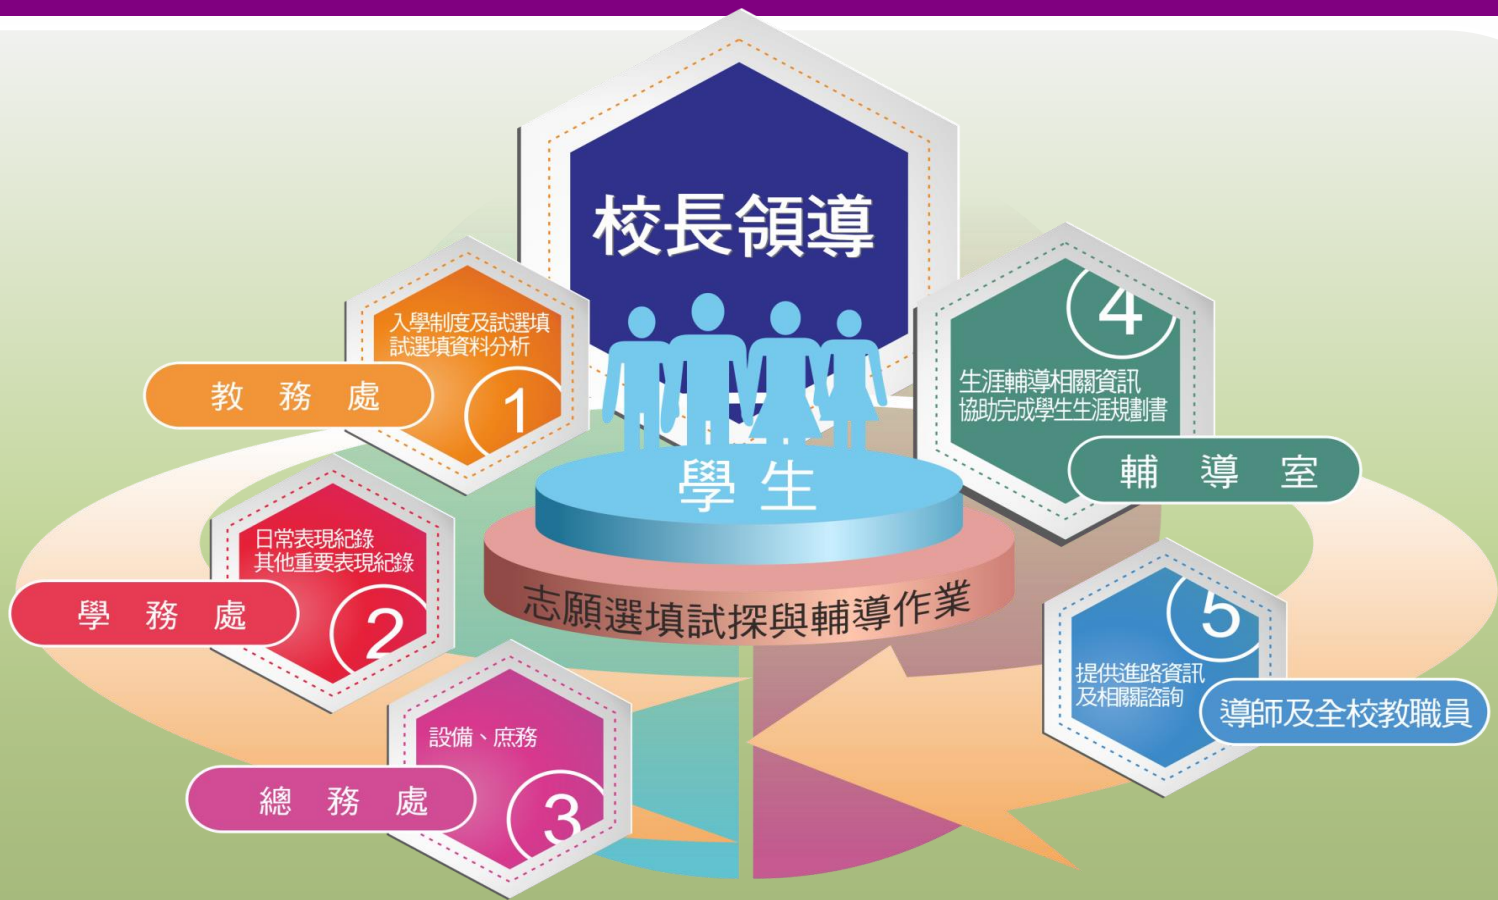 校長領導
入學制度及試選填
試選填資料分析
1
教務處
日常表現紀錄
其他重要表現紀錄
2
學務處
設備、庶務
3
總務處
4
生涯輔導相關資訊
協助完成學生生涯規劃書
輔導室
5
提供進路資訊
及相關諮詢
導師及全校教職員
學生
志願選填試探與輔導作業